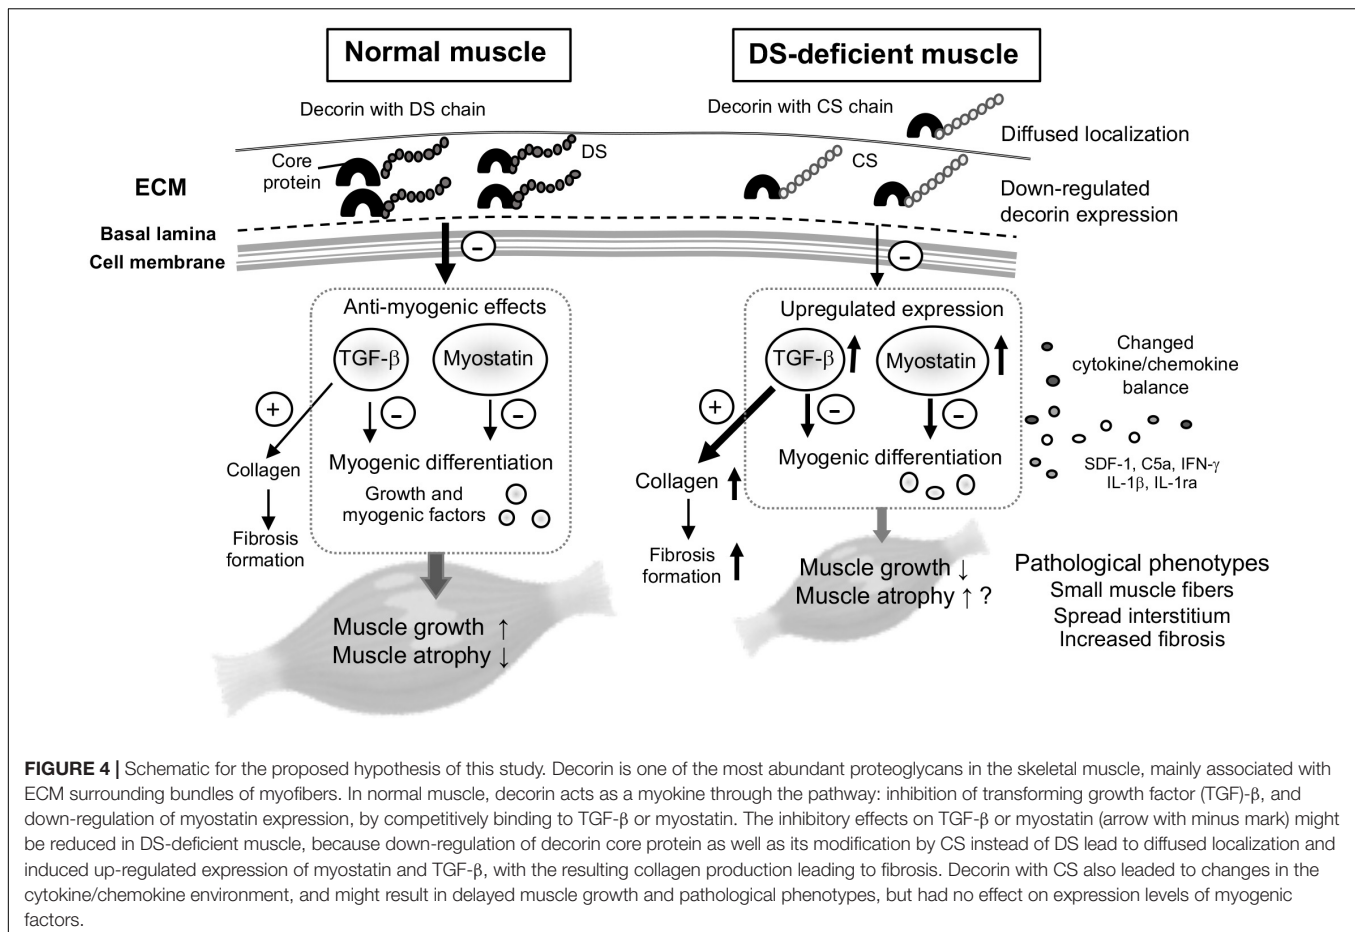 Normal muscle
DS-deficient muscle
Decorin with DS chain
Decorin with CS chain
Diffused localization
DS
CS
Core
protein
ECM
Down-regulated
decorin expression
Basal lamina
Cell membrane
-
-
Anti-myogenic effects
TGF-β
Myostatin
+
-
-
Collagen
Myogenic differentiation
Growth and
myogenic factors
Fibrosis
formation
Muscle growth ↑
Muscle atrophy ↓
Upregulated expression
TGF-β
Myostatin
+
-
-
Collagen
Myogenic differentiation
Fibrosis
formation
Muscle growth ↓
Muscle atrophy ↑ ?
Changed
cytokine/chemokine
balance
SDF-1, C5a, IFN-γ
IL-1β, IL-1ra
Pathological phenotypes
Small muscle fibers
Spread interstitium
Increased fibrosis
FIGURE 4 | Schematic for the proposed hypothesis of this study. Decorin is one of the most abundant proteoglycans in the skeletal muscle, mainly associated with
ECM surrounding bundles of myofibers. In normal muscle, decorin acts as a myokine through the pathway: inhibition of transforming growth factor (TGF)-β, and
down-regulation of myostatin expression, by competitively binding to TGF-β or myostatin. The inhibitory effects on TGF-β or myostatin (arrow with minus mark) might
be reduced in DS-deficient muscle, because down-regulation of decorin core protein as well as its modification by CS instead of DS lead to diffused localization and
induced up-regulated expression of myostatin and TGF-β, with the resulting collagen production leading to fibrosis. Decorin with CS also leaded to changes in the
cytokine/chemokine environment, and might result in delayed muscle growth and pathological phenotypes, but had no effect on expression levels of myogenic
factors.